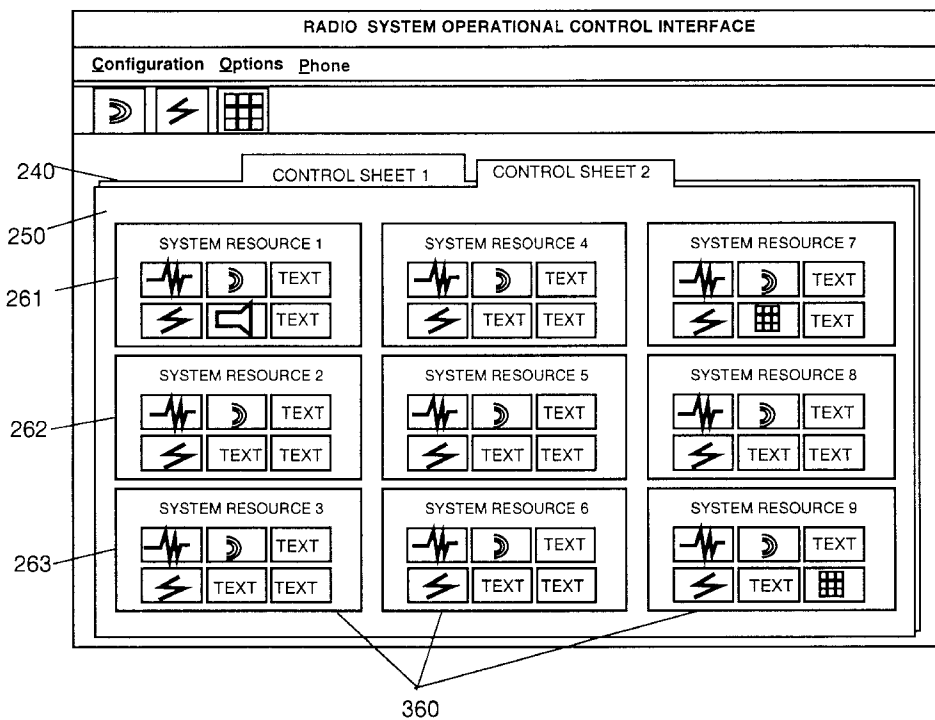 RADIO SYSTEM OPERATIONAL CONTROL INTERFACE
Configuration Options Phone
240
CONTROL SHEET 1 CONTROL SHEET 2
250
SYSTEM RESOURCE 1 SYSTEM RESOURCE 4 SYSTEM RESOURCE 7
261
TEXT TEXT TEXT
TEXT TEXT TEXT TEXT
SYSTEM RESOURCE 2 SYSTEM RESOURCE 5 SYSTEM RESOURCE 8
262
TEXT TEXT TEXT
TEXT TEXT TEXT TEXT TEXT TEXT
SYSTEM RESOURCE 3 SYSTEM RESOURCE 6 SYSTEM RESOURCE 9
263
TEXT TEXT TEXT
TEXT TEXT TEXT TEXT TEXT
360